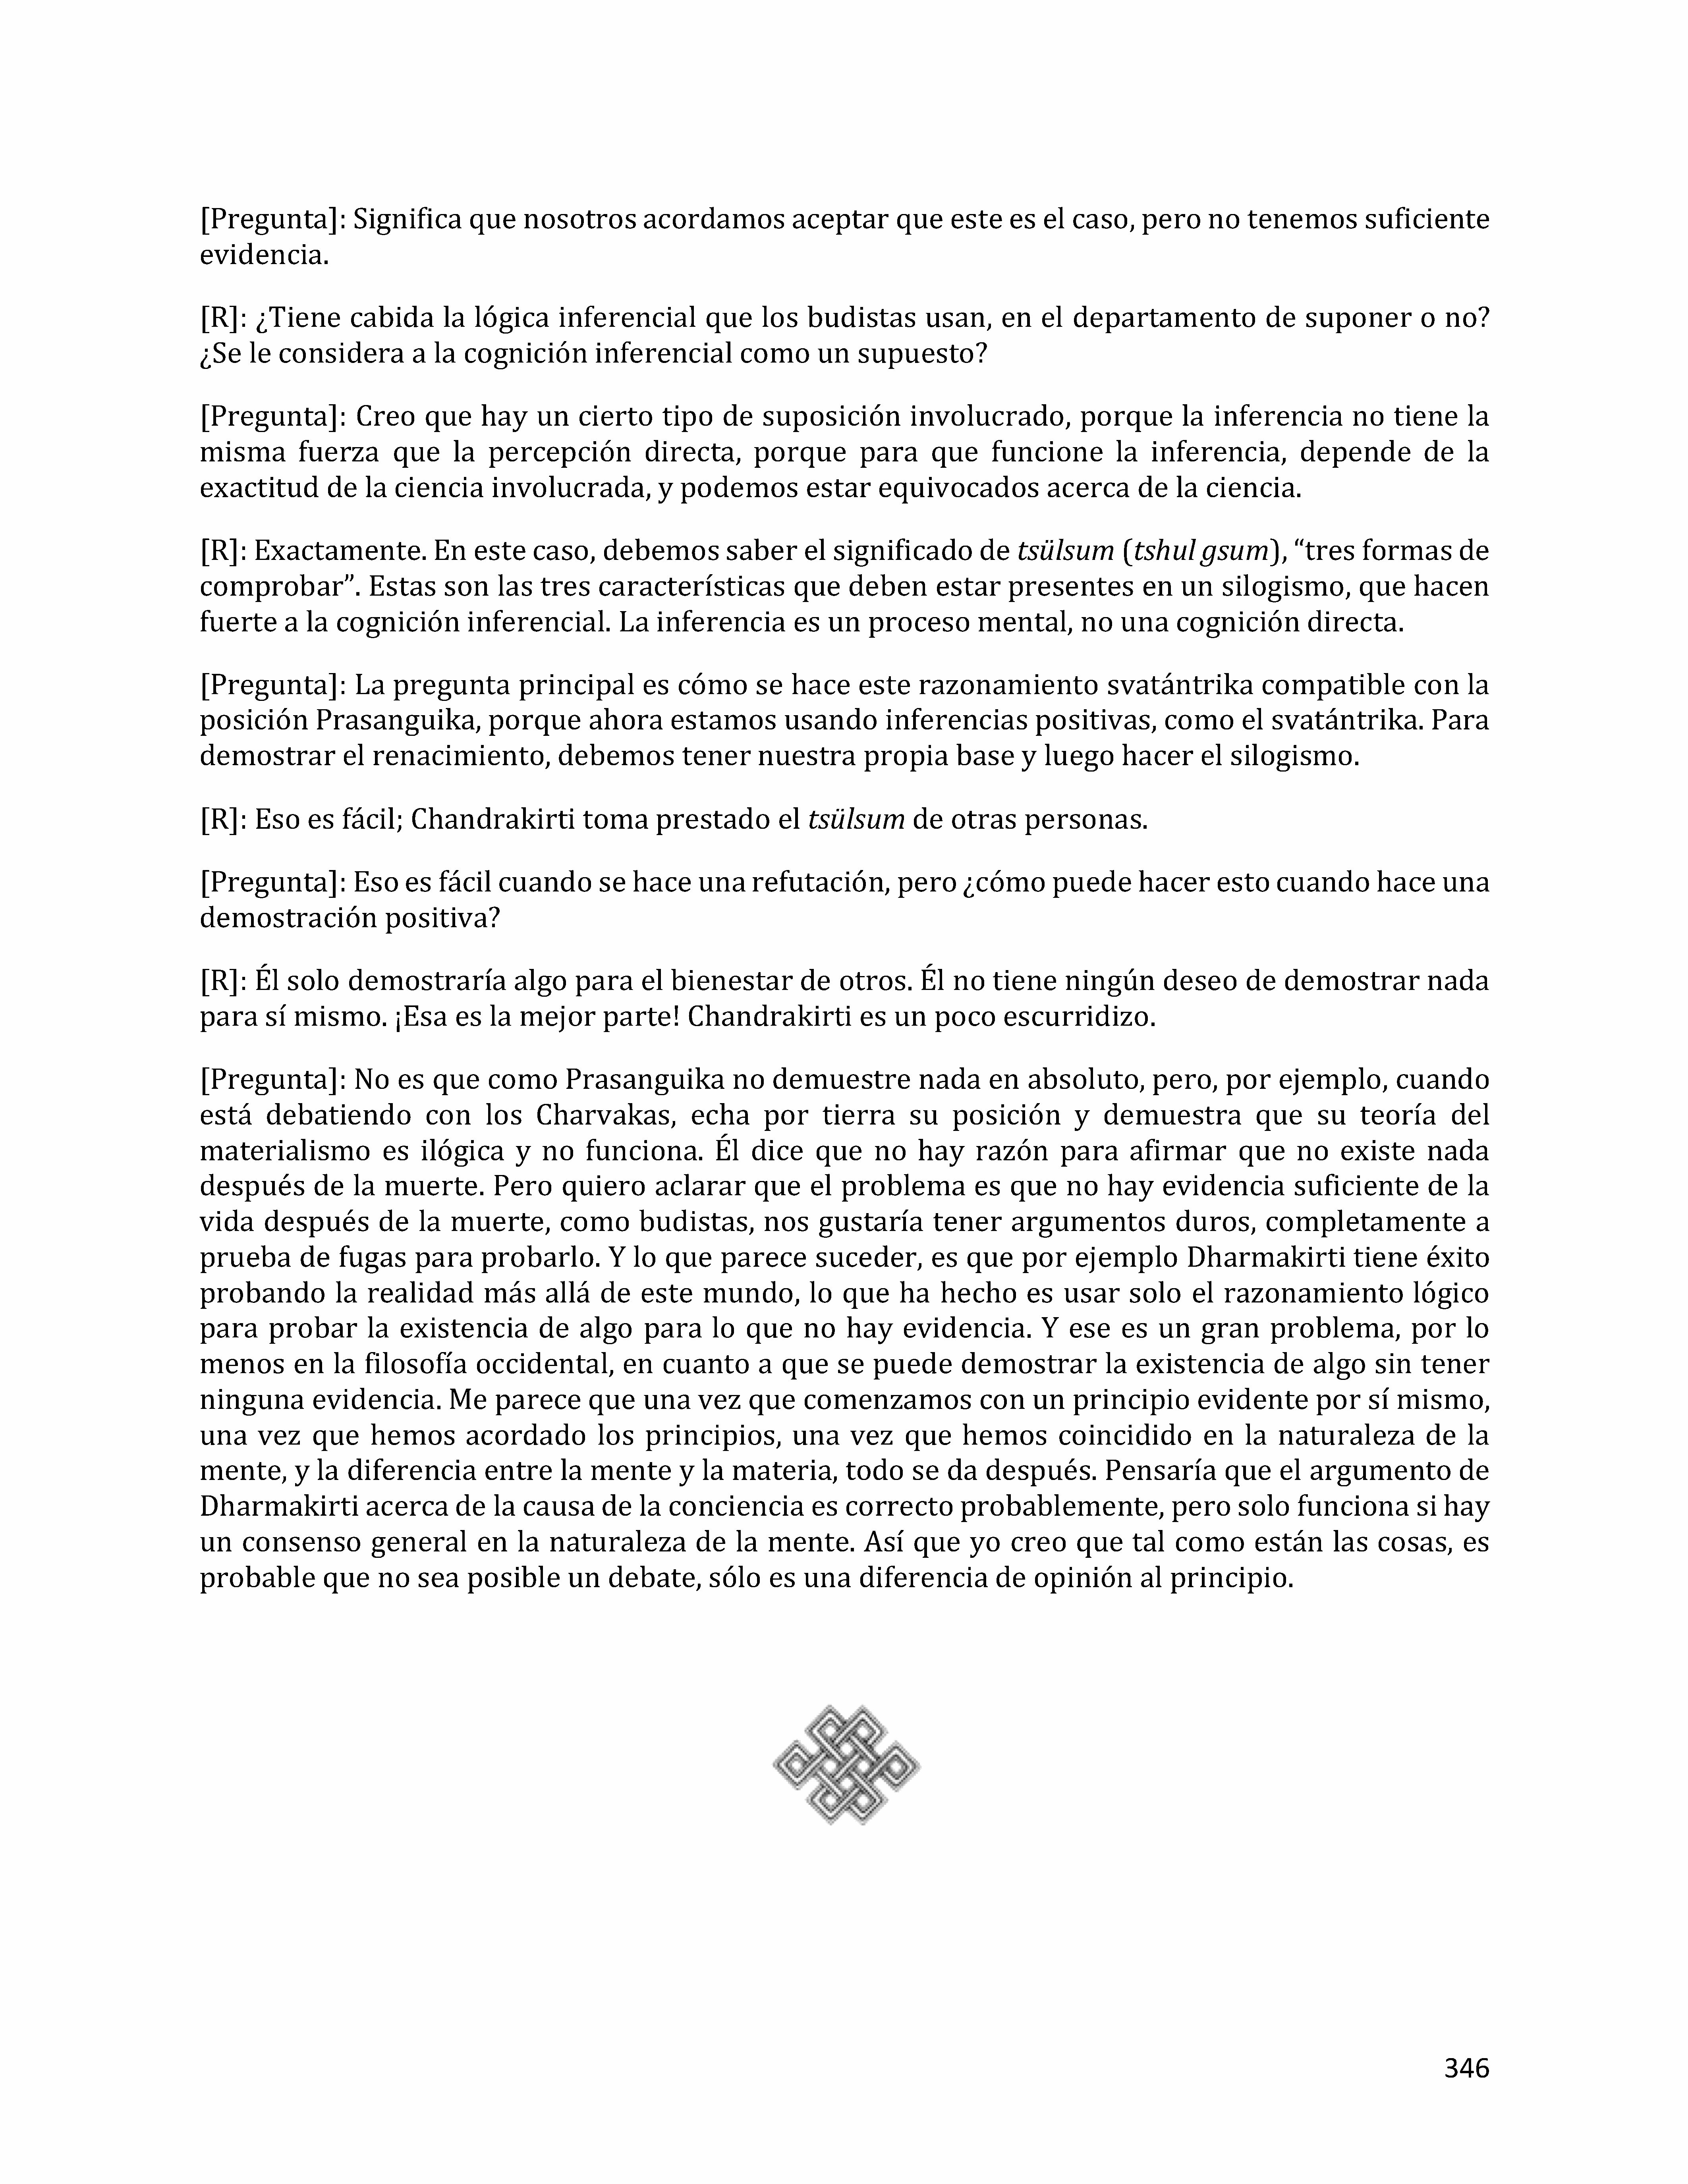 [Pregunta]: Significa que nosotros acordamos aceptar que este es el caso, pero no tenemos suficiente
evidencia.
[R]: ¿Tiene cabida la lógica inferencial que los budistas usan, en el departamento de suponer o no?
¿Se le considera a la cognición inferencial como un supuesto?
[Pregunta]: Creo que hay un cierto tipo de suposición involucrado, porque la inferencia no tiene la
misma fuerza que la percepción directa, porque para que funcione la inferencia, depende de la
exactitud de la ciencia involucrada, y podemos estar equivocados acerca de la ciencia.
[R]: Exactamente. En este caso, debemos saber el significado de tsülsum (tshul gsum), “tres formas de
comprobar”. Estas son las tres características que deben estar presentes en un silogismo, que hacen
fuerte a la cognición inferencial. La inferencia es un proceso mental, no una cognición directa.
[Pregunta]: La pregunta principal es cómo se hace este razonamiento svatántrika compatible con la
posición Prasanguika, porque ahora estamos usando inferencias positivas, como el svatántrika. Para
demostrar el renacimiento, debemos tener nuestra propia base y luego hacer el silogismo.
[R]: Eso es fácil; Chandrakirti toma prestado el tsülsum de otras personas.
[Pregunta]: Eso es fácil cuando se hace una refutación, pero ¿cómo puede hacer esto cuando hace una
demostración positiva?
[R]: Él solo demostraría algo para el bienestar de otros. Él no tiene ningún deseo de demostrar nada
para sí mismo. ¡Esa es la mejor parte! Chandrakirti es un poco escurridizo.
[Pregunta]: No es que como Prasanguika no demuestre nada en absoluto, pero, por ejemplo, cuando
está debatiendo con los Charvakas, echa por tierra su posición y demuestra que su teoría del
materialismo es ilógica y no funciona. Él dice que no hay razón para afirmar que no existe nada
después de la muerte. Pero quiero aclarar que el problema es que no hay evidencia suficiente de la
vida después de la muerte, como budistas, nos gustaría tener argumentos duros, completamente a
prueba de fugas para probarlo. Y lo que parece suceder, es que por ejemplo Dharmakirti tiene éxito
probando la realidad más allá de este mundo, lo que ha hecho es usar solo el razonamiento lógico
para probar la existencia de algo para lo que no hay evidencia. Y ese es un gran problema, por lo
menos en la filosofía occidental, en cuanto a que se puede demostrar la existencia de algo sin tener
ninguna evidencia. Me parece que una vez que comenzamos con un principio evidente por sí mismo,
una vez que hemos acordado los principios, una vez que hemos coincidido en la naturaleza de la
mente, y la diferencia entre la mente y la materia, todo se da después. Pensaría que el argumento de
Dharmakirti acerca de la causa de la conciencia es correcto probablemente, pero solo funciona si hay
un consenso general en la naturaleza de la mente. Así que yo creo que tal como están las cosas, es
probable que no sea posible un debate, sólo es una diferencia de opinión al principio.
346